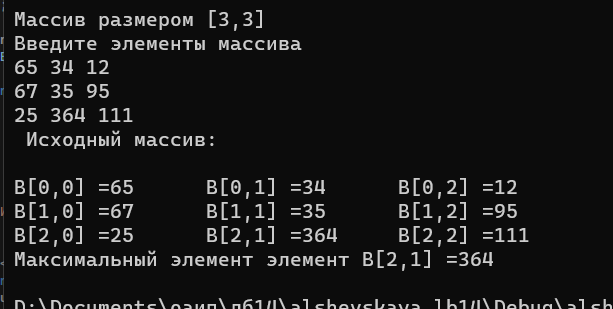 Массив размером [3,3]
Введите элементы массива
65 34 12
67 35 95
25 364 111
Исходный массив:
B[0,0] =65 B[0,1] =34 B[0,2] =12
B[1,0] =67 B[1,1] =35 B[1,2] =95
B[2,0] =25 B[2,1] =364 B[2,2] =111
Максимальный элемент элемент B[2,1] =364
D:\Documents\оаип\лб14\alshevskaya_lb14\Debug\alsh